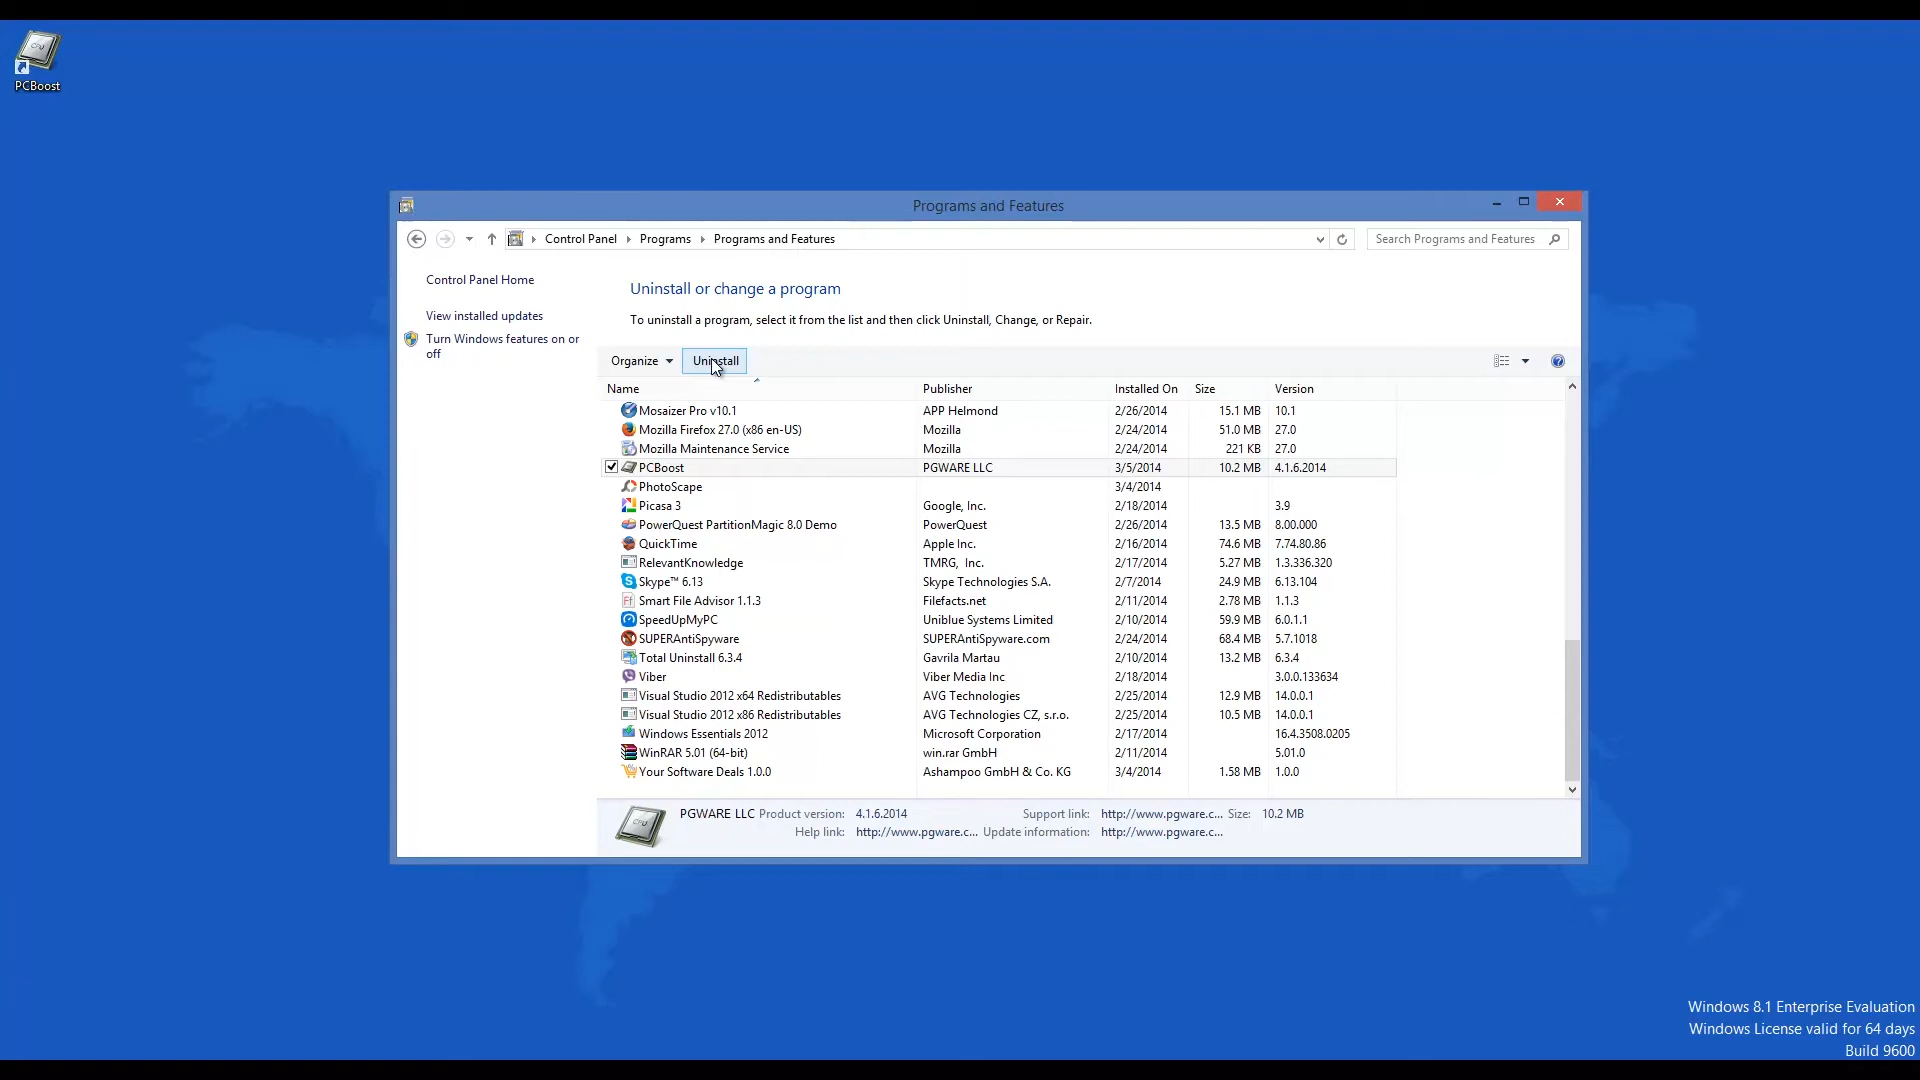 CPU
PCBoost
Programs and Features
Control Panel Programs Programs and Features
Search Programs and Features
Control Panel Home
View installed updates
Turn Windows features on or
off
Uninstall or change a program
To uninstall a program, select it from the list and then click Uninstall, Change, or Repair.
Organize Uninstall
Name Publisher Installed On Size Version
Mosaizer Pro v10.1 APP Helmond 2/26/2014 15.1 MB 10.1
Mozilla Firefox 27.0 (x86 en-US) Mozilla 2/24/2014 51.0 MB 27.0
Mozilla Maintenance Service Mozilla 2/24/2014 221 KB 27.0
PCBoost PGWARE LLC 3/5/2014 10.2 MB 4.1.6.2014
PhotoScape 3/4/2014
Picasa 3 Google, Inc. 2/18/2014 3.9
PowerQuest PartitionMagic 8.0 Demo PowerQuest 2/26/2014 13.5 MB 8.00.000
QuickTime Apple Inc. 2/16/2014 74.6 MB 7.74.80.86
RelevantKnowledge TMRG, Inc. 2/17/2014 5.27 MB 1.3.336.320
Skype™ 6.13 Skype Technologies S.A. 2/7/2014 24.9 MB 6.13.104
Smart File Advisor 1.1.3 Filefacts.net 2/11/2014 2.78 MB 1.1.3
SpeedUpMyPC Uniblue Systems Limited 2/10/2014 59.9 MB 6.0.1.1
SUPERAntiSpyware SUPERAntiSpyware.com 2/24/2014 68.4 MB 5.7.1018
Total Uninstall 6.3.4 Gavrila Martau 2/10/2014 13.2 MB 6.3.4
Viber Viber Media Inc 2/18/2014 3.0.0.133634
Visual Studio 2012 x64 Redistributables AVG Technologies 2/25/2014 12.9 MB 14.0.0.1
Visual Studio 2012 x86 Redistributables AVG Technologies CZ, s.r.o. 2/25/2014 10.5 MB 14.0.0.1
Windows Essentials 2012 Microsoft Corporation 2/17/2014 16.4.3508.0205
WinRAR 5.01 (64-bit) win.rar GmbH 2/11/2014 5.01.0
Your Software Deals 1.0.0 Ashampoo GmbH & Co. KG 3/4/2014 1.58 MB 1.0.0
CPU
PGWARE LLC Product version: 4.1.6.2014 Support link: http://www.pgware.c... Size: 10.2 MB
Help link: http://www.pgware.c... Update information: http://www.pgware.c...
Windows 8.1 Enterprise Evaluation
Windows License valid for 64 days
Build 9600